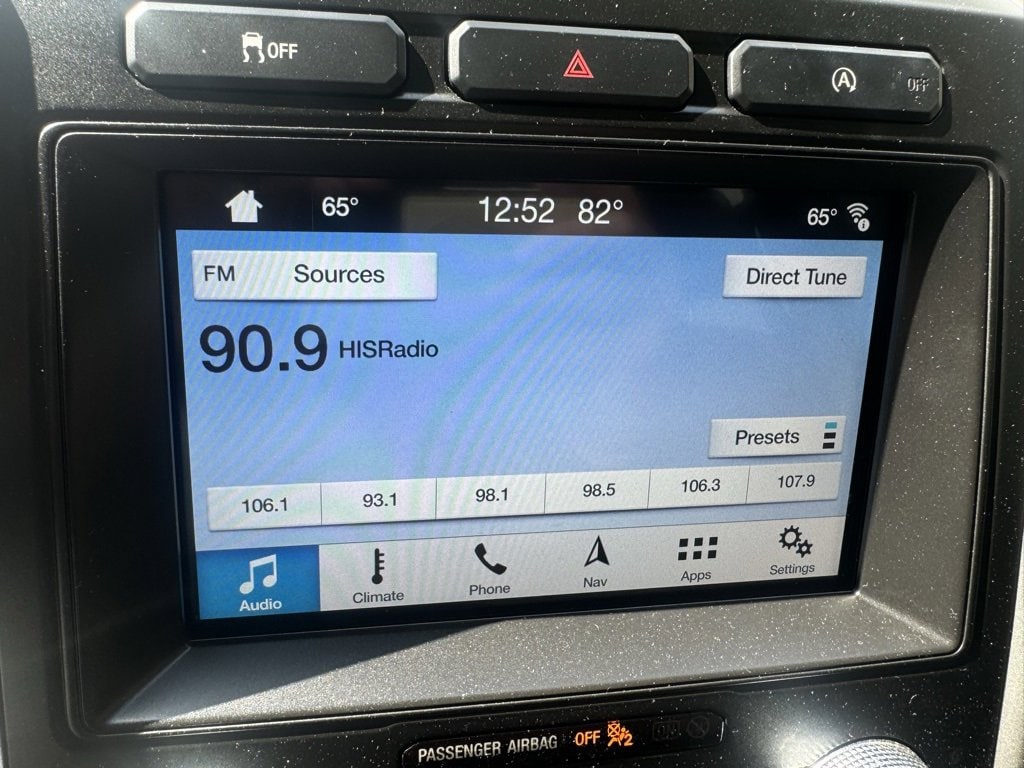 OFF
A OFF
65° 12:52 82° 65°
FM Sources
Direct Tune
90.9 HISRadio
Presets
106.1 93.1 98.1 98.5 106.3 107.9
Audio Climate Phone Nav Apps Settings
PASSENGER AIRBAG OFF 2